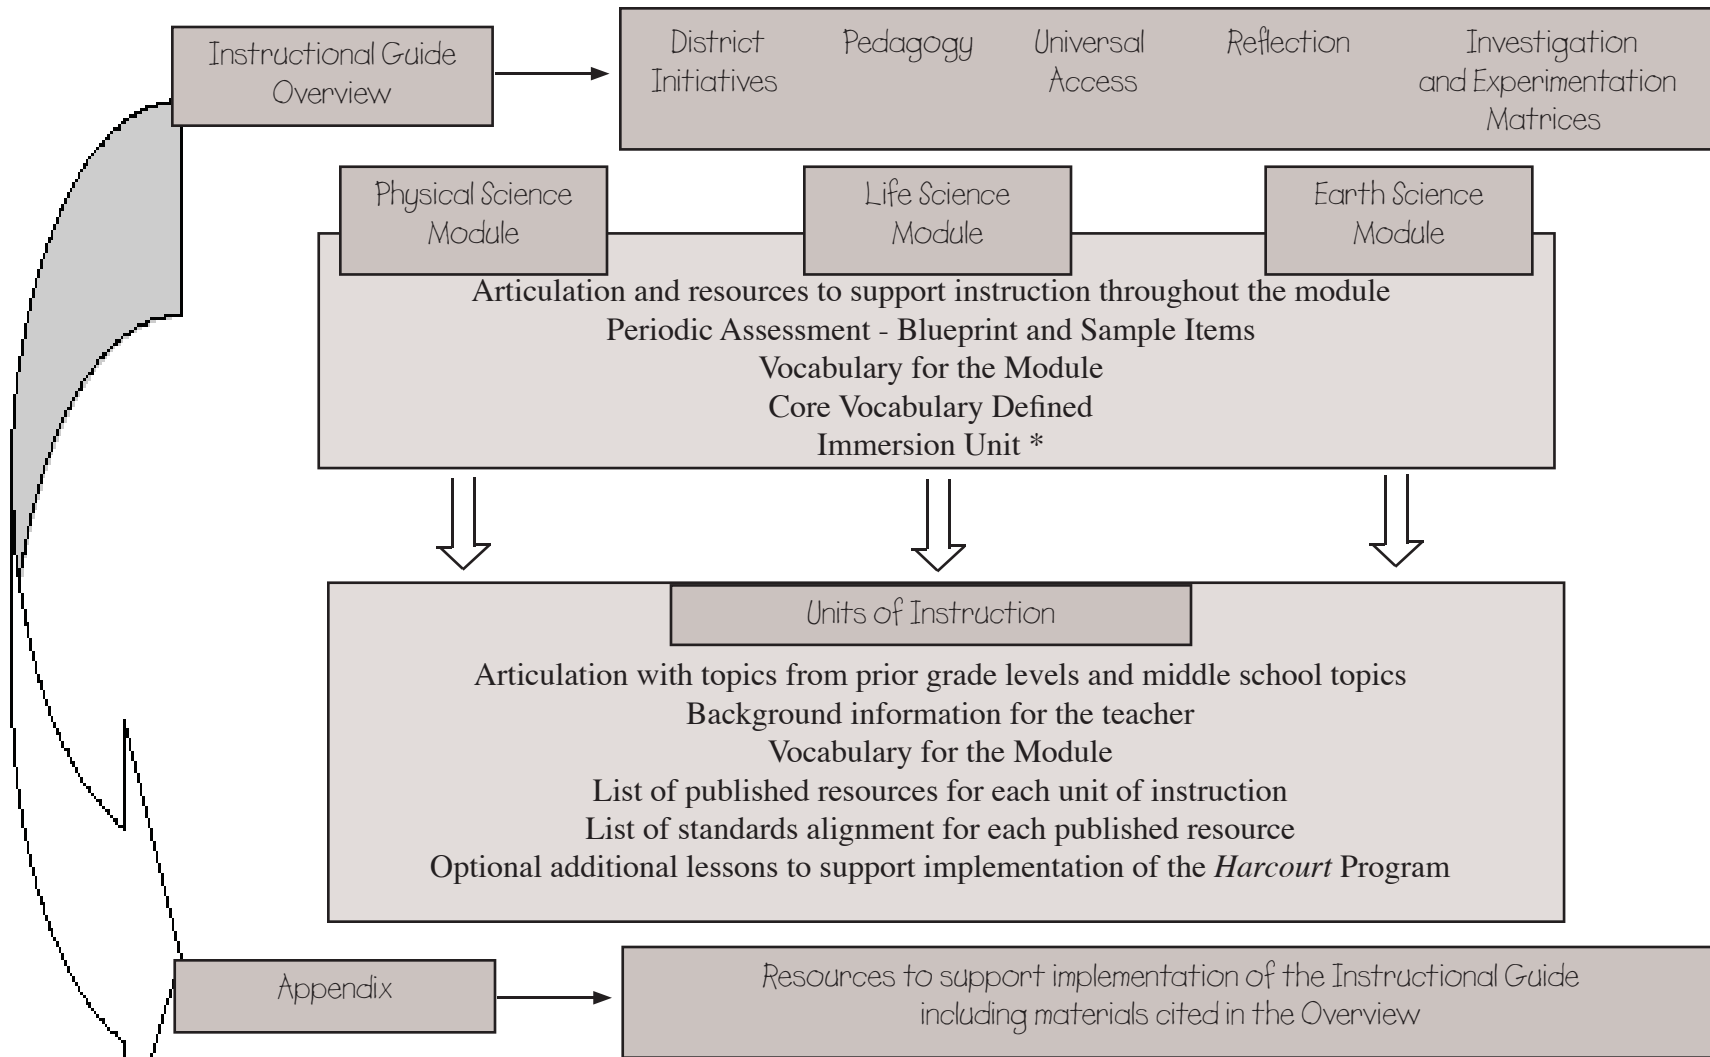 Instructional Guide
Overview
District
Initiatives
Pedagogy
Universal
Access
Reflection
Investigation
and Experimentation
Matrices
Physical Science
Module
Life Science
Module
Earth Science
Module
Articulation and resources to support instruction throughout the module
Periodic Assessment - Blueprint and Sample Items
Vocabulary for the Module
Core Vocabulary Defined
Immersion Unit *
Units of Instruction
Articulation with topics from prior grade levels and middle school topics
Background information for the teacher
Vocabulary for the Module
List of published resources for each unit of instruction
List of standards alignment for each published resource
Optional additional lessons to support implementation of the Harcourt Program
Appendix
Resources to support implementation of the Instructional Guide
including materials cited in the Overview